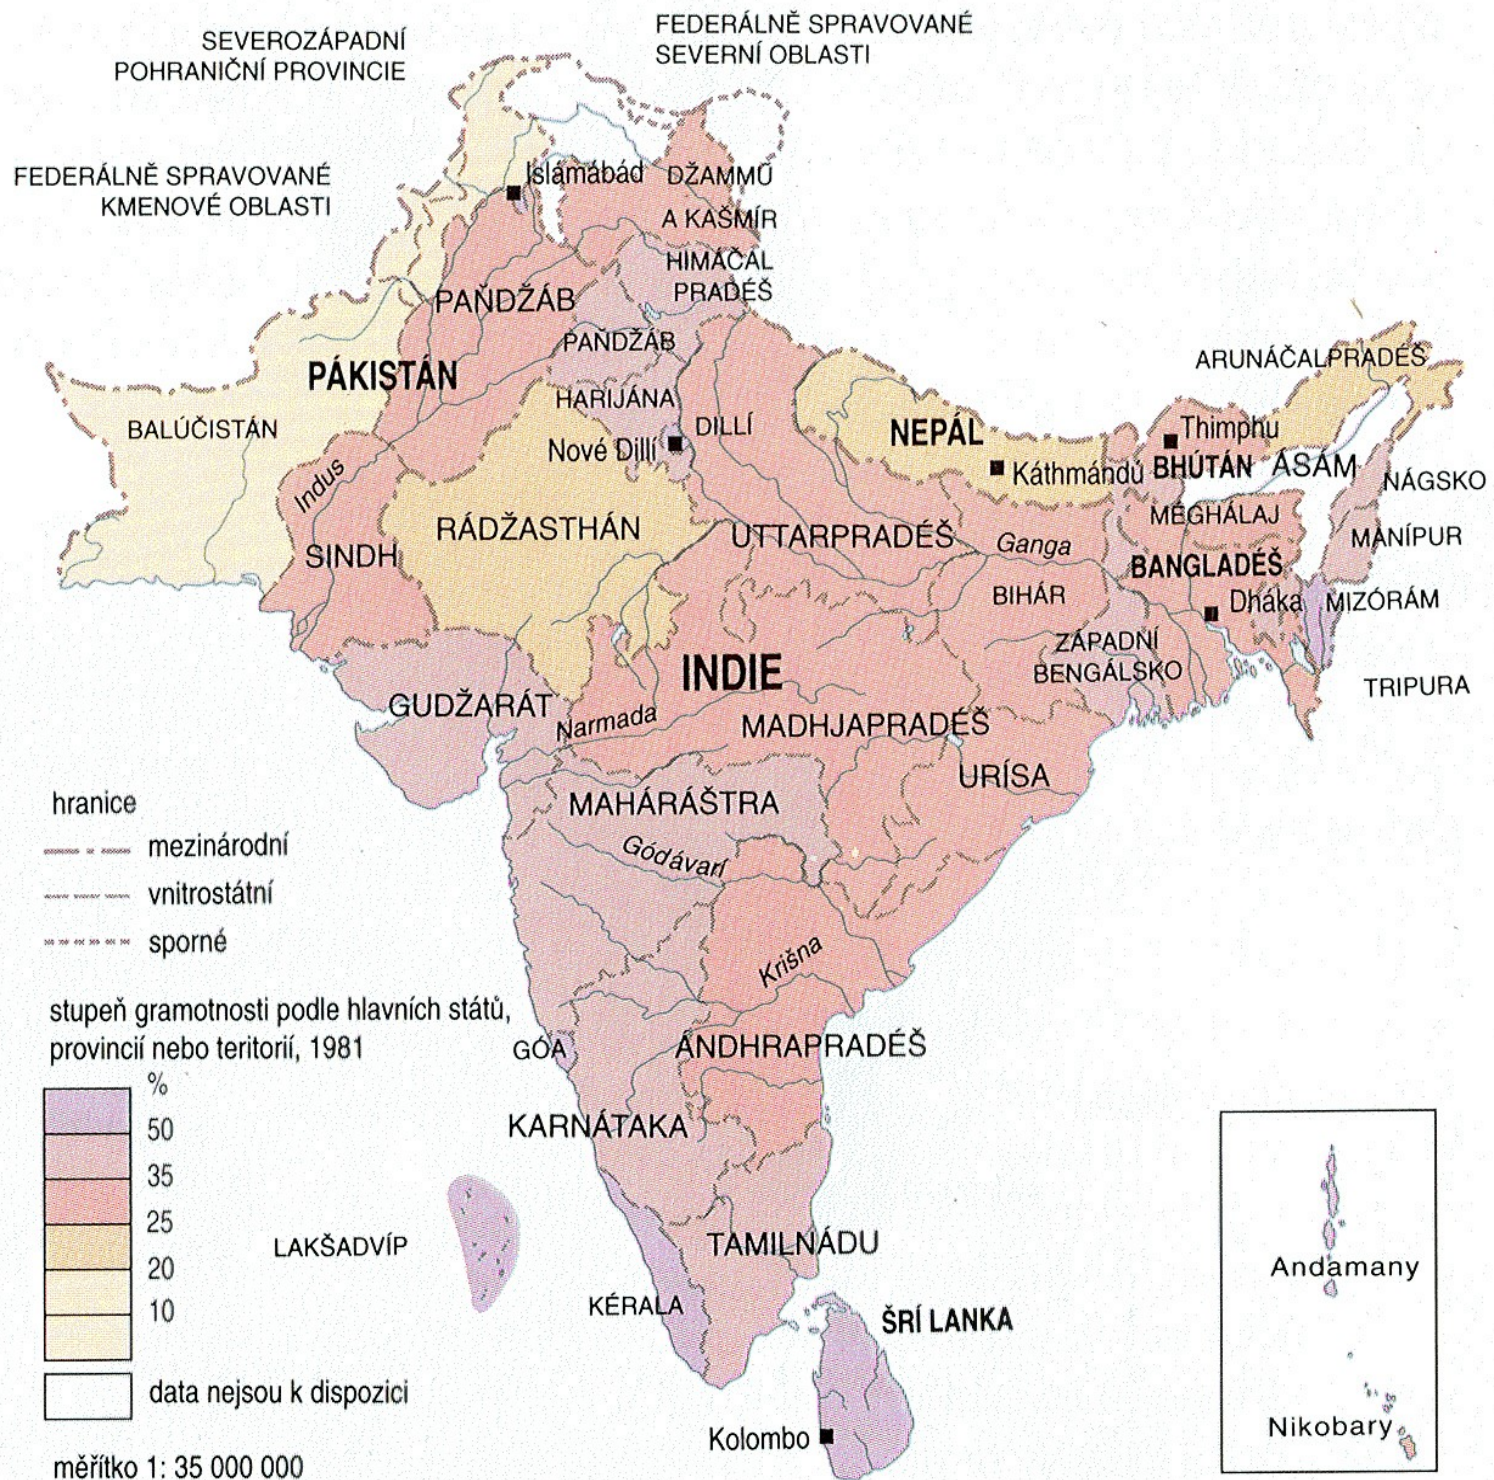 SEVEROZÁPADNÍ
POHRANIČNÍ PROVINCIE
FEDERÁLNĚ SPRAVOVANÉ
SEVERNÍ OBLASTI
FEDERÁLNĚ SPRAVOVANÉ
KMENOVÉ OBLASTI
Islámábád
DŽAMMŮ
A KAŠMÍR
HIMÁČAL
PRADÉŠ
PAŇDŽÁB
PAŇDŽÁB
PÁKISTÁN
HARIJÁNA
BALÚČISTÁN
DILLÍ
Nové Dillí
NEPÁL
Káthmándú
ARUNÁČALPRADÉŠ
Thimphu
BHÚTÁN
ÁSÁM
NÁGSKO
Indus
RÁDŽASTHÁN
UTTARPRADÉŠ
Ganga
MÉGHÁLAJ
MANÍPUR
SINDH
BANGLADÉŠ
BIHÁR
Dháka
MIZÓRÁM
ZÁPADNÍ
BENGÁLSKO
INDIE
TRIPURA
GUDŽARÁT
Narmada
MADHJAPRADÉŠ
URÍSA
MAHÁRÁŠTRA
Gódávarí
Krišna
GÓA
ÁNDHRAPRADÉŠ
KARNÁTAKA
LAKŠADVÍP
TAMILNÁDU
KÉRALA
ŠRÍ LANKA
Kolombo
Andamany
Nikobary
hranice
mezinárodní
vnitrostátní
sporné
stupeň gramotnosti podle hlavních států,
provincií nebo teritorií, 1981
%
50
35
25
20
10
data nejsou k dispozici
měřítko 1: 35 000 000